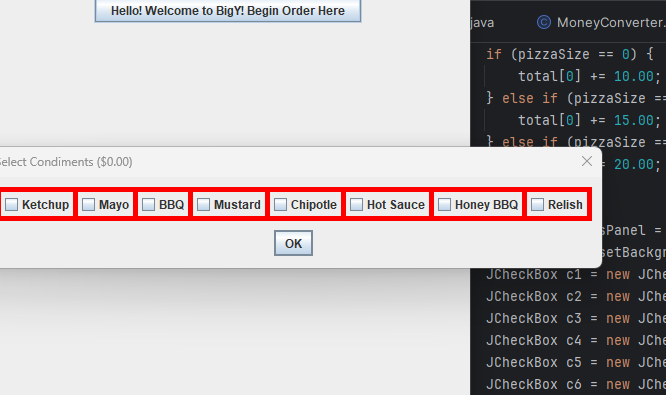 Hello! Welcome to BigY! Begin Order Here
java
MoneyConverter.
if (pizzaSize == 0) {
total[0] += 10.00;
} else if (pizzaSize ==
total[0] += 15.00;
} else if (pizzaSize ==
= 20.00;
Select Condiments ($0.00)
Ketchup Mayo BBQ Mustard Chipotle Hot Sauce Honey BBQ Relish
OK
sPanel =
setBackg
JCheckBox c1 = new JChe
JCheckBox c2 = new JChe
JCheckBox c3 = new JChe
JCheckBox c4 = new JChe
JCheckBox c5 = new JChe
JCheckBox c6 = new JChe